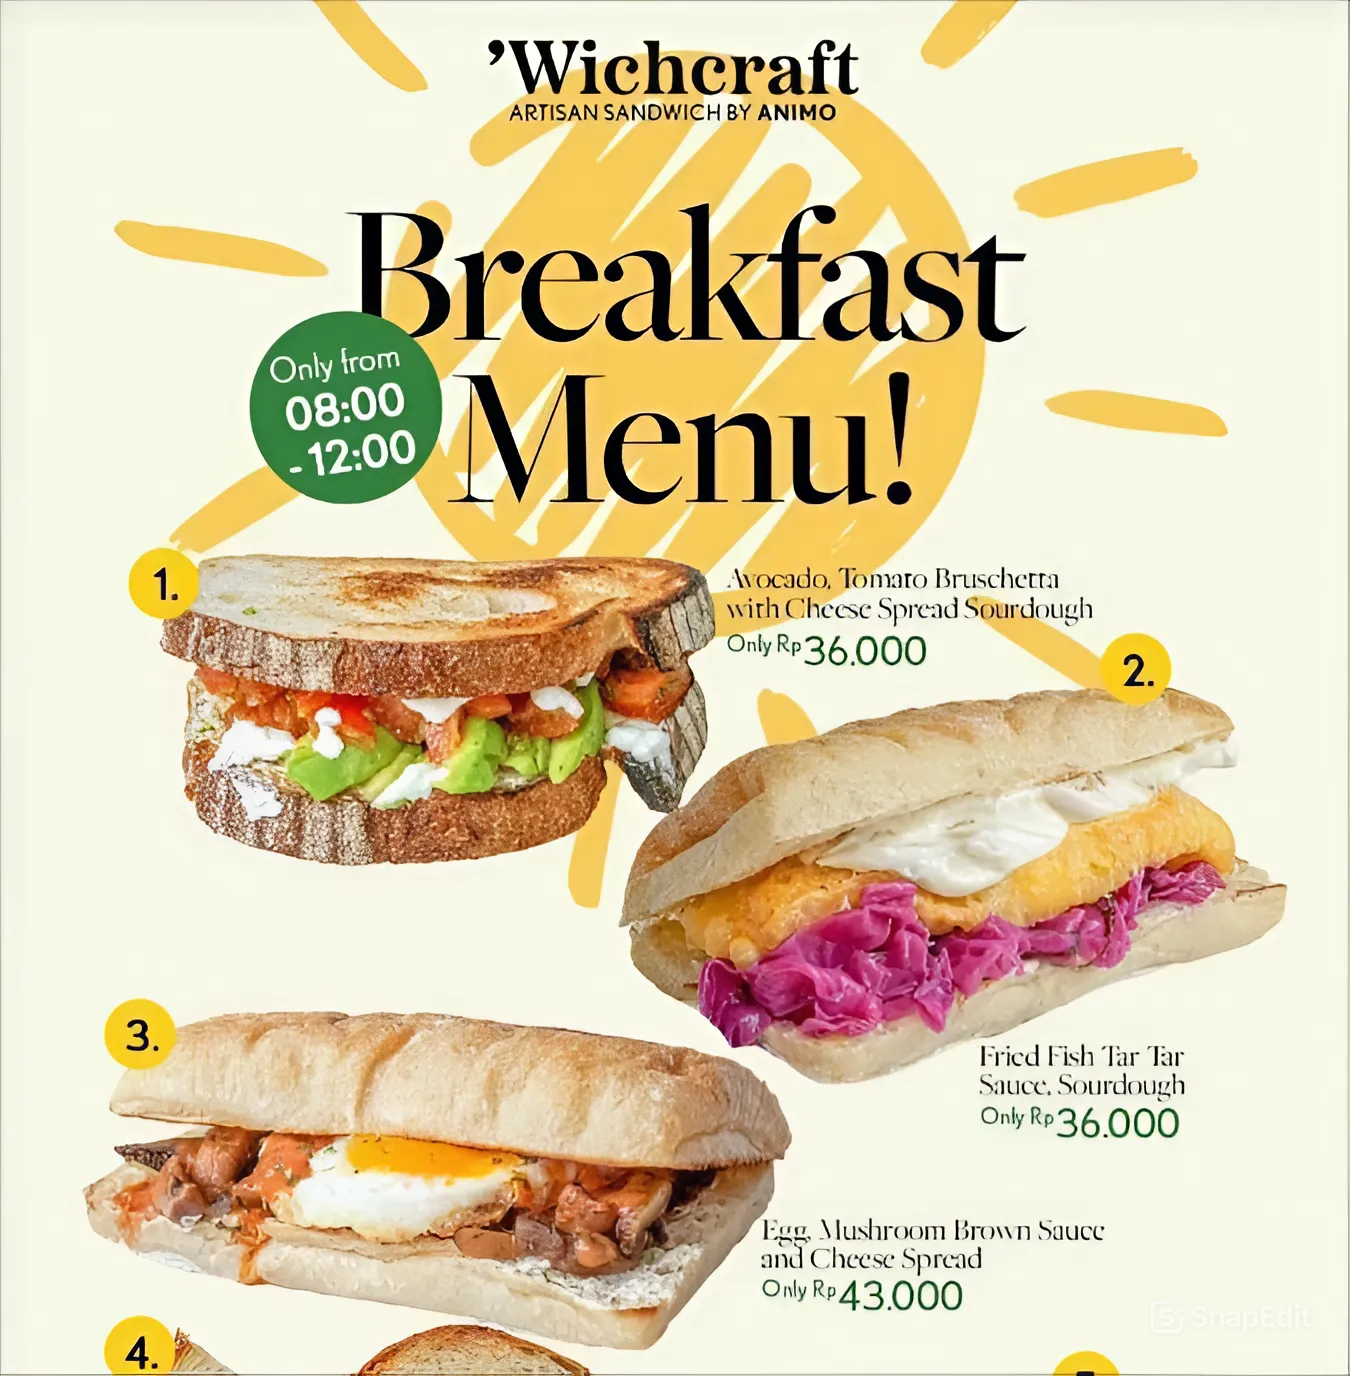 ’Wichcraft
ARTISAN SANDWICH BY ANIMO
Breakfast
Menu!
Only from
08:00
- 12:00
1.
Avocado, Tomato Bruschetta
with Cheese Spread Sourdough
Only Rp 36.000
2.
Fried Fish Tar Tar
Sauce, Sourdough
Only Rp 36.000
3.
Egg, Mushroom Brown Sauce
and Cheese Spread
Only Rp 43.000
4.
SnapEdit